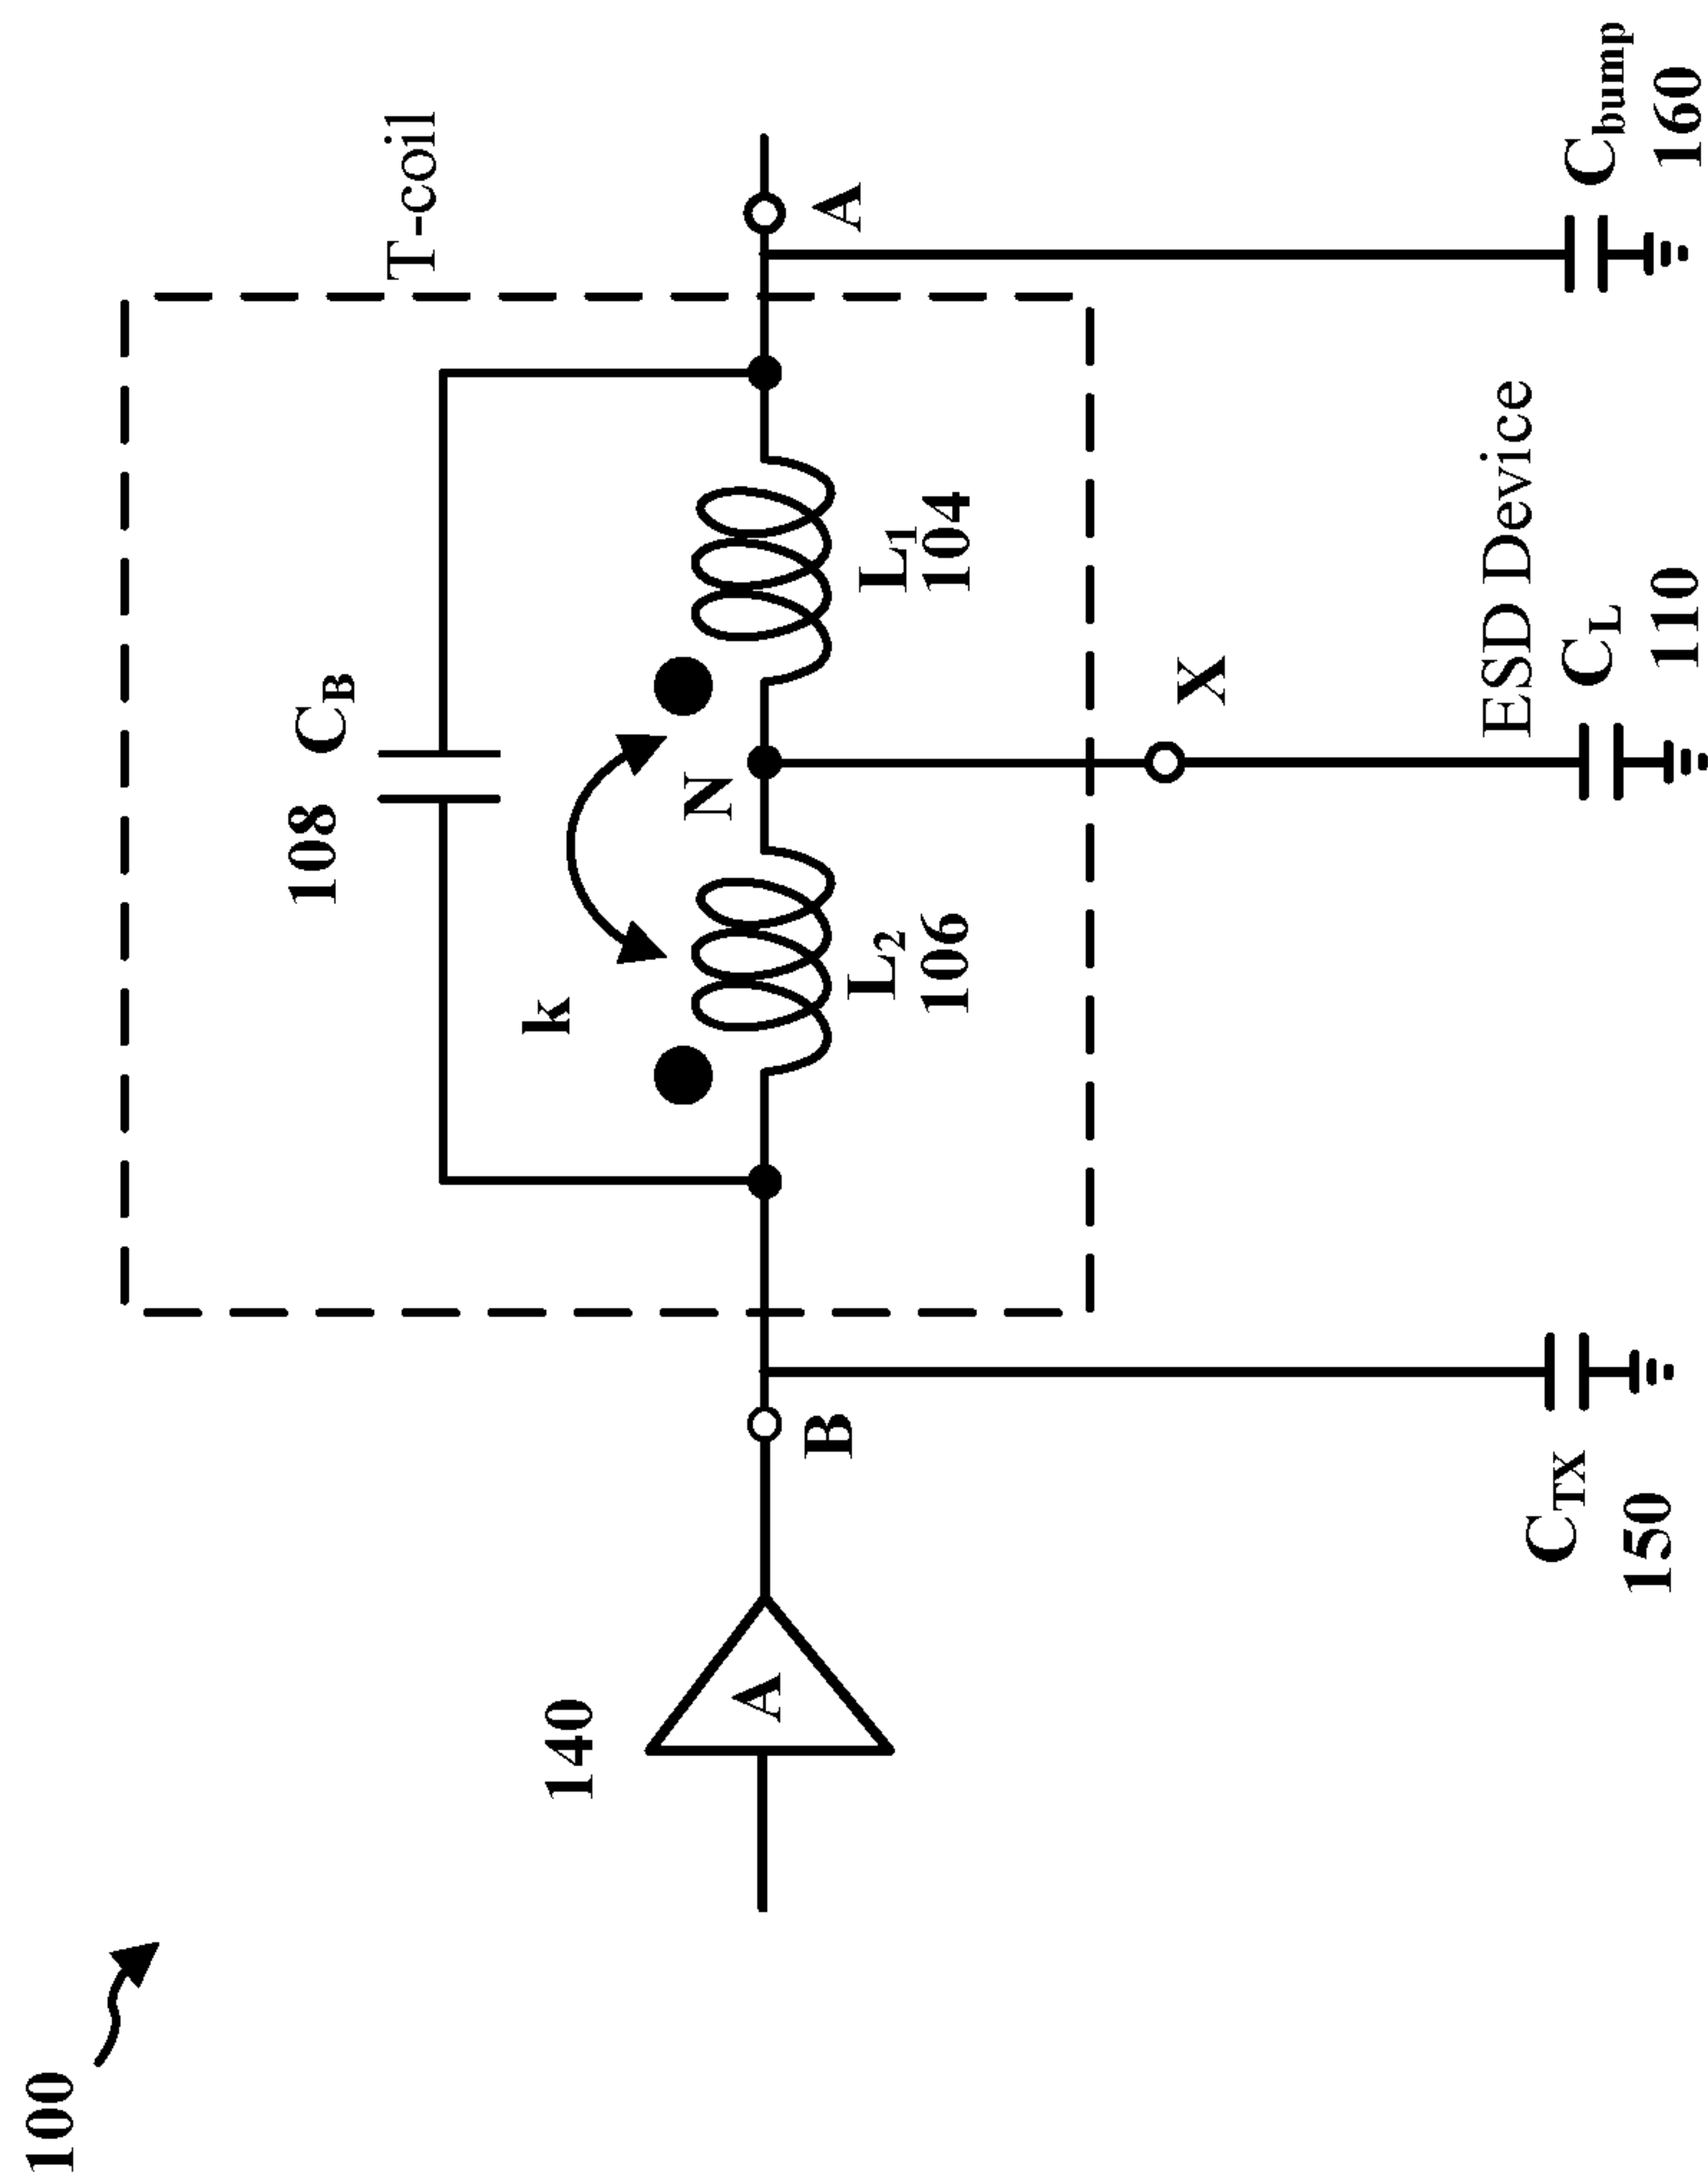 100
T-coil
108 C_B
k
N
L_2
106
L_1
104
140
A
B
A
X
ESD Device
C_TX
150
C_L
110
C_bump
160